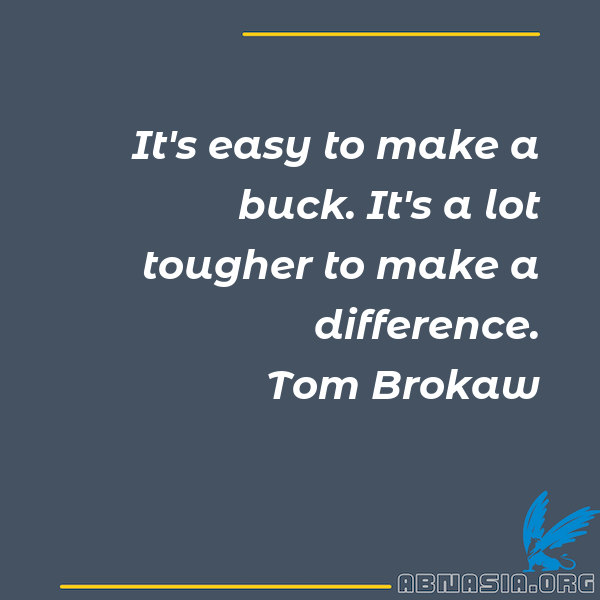 It's easy to make a
buck. It's a lot
tougher to make a
difference.
Tom Brokaw
ABNASIA.ORG